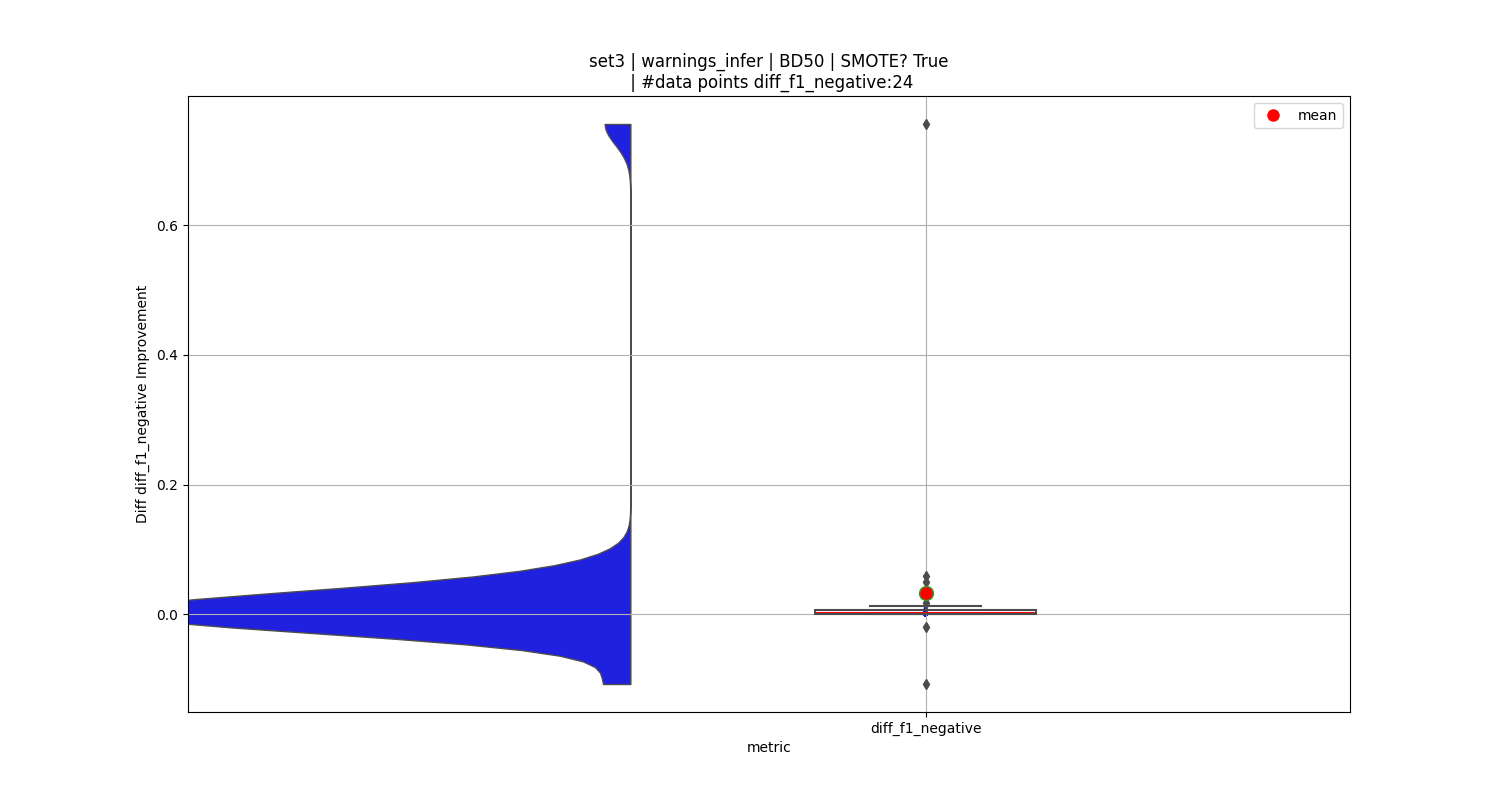 set3 | warnings_infer | BD50 | SMOTE? True
| #data points diff_f1_negative:24
mean
Diff diff_f1_negative Improvement
0.6
0.4
0.2
0.0
diff_f1_negative
metric